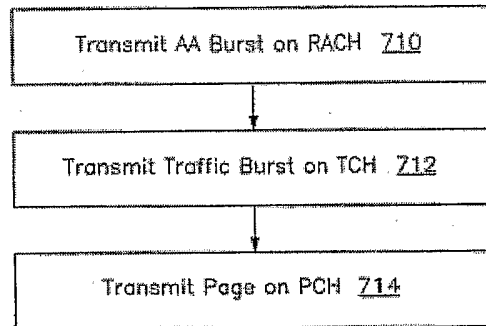 Transmit AA Burst on RACH 710
Transmit Traffic Burst on TCH 712
Transmit Page on PCH 714